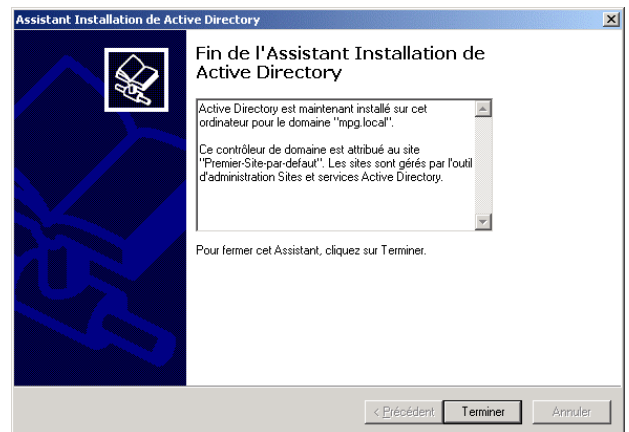 Assistant Installation de Active Directory
Fin de l'Assistant Installation de
Active Directory
Active Directory est maintenant installé sur cet
ordinateur pour le domaine "mpg.local".
Ce contrôleur de domaine est attribué au site
"Premier-Site-par-defaut". Les sites sont gérés par l'outil
d'administration Sites et services Active Directory.
Pour fermer cet Assistant, cliquez sur Terminer.
< Précédent
Terminer
Annuler